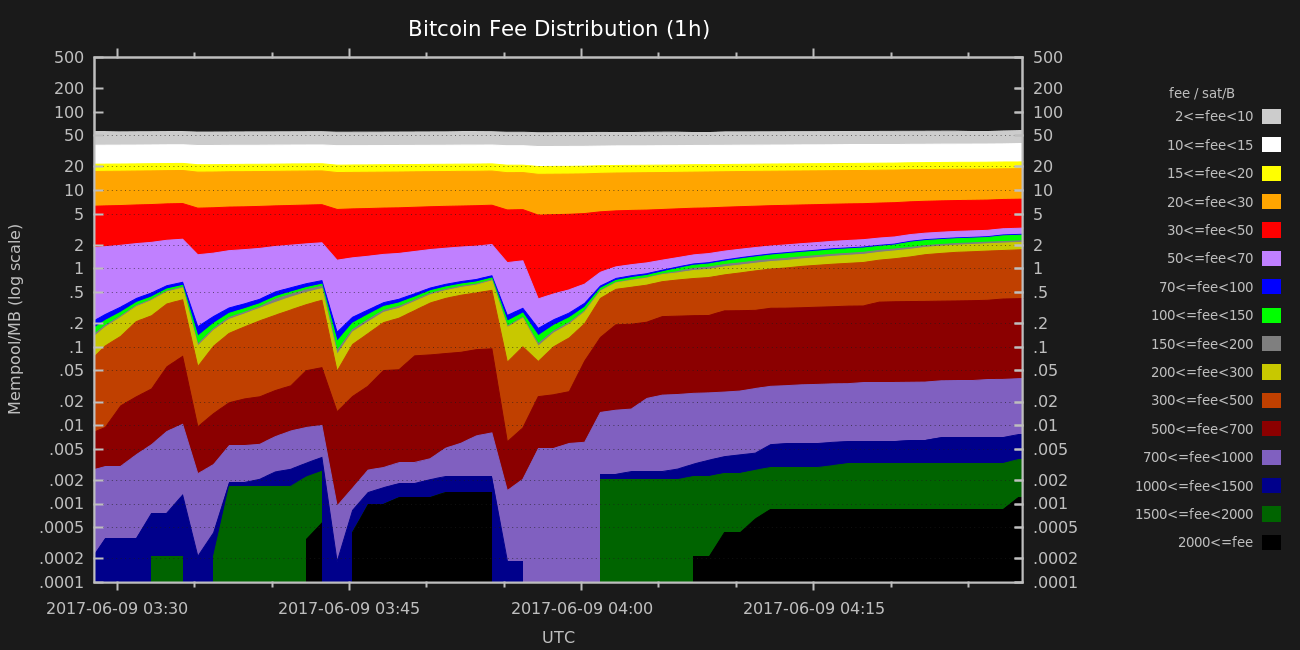 Bitcoin Fee Distribution (1h)
500
200
100
50
20
10
5
2
1
.5
.2
.1
.05
.02
.01
.005
.002
.001
.0005
.0002
.0001
Mempool/MB (log scale)
500
200
100
50
20
10
5
2
1
.5
.2
.1
.05
.02
.01
.005
.002
.001
.0005
.0002
.0001
2017-06-09 03:30
2017-06-09 03:45
2017-06-09 04:00
2017-06-09 04:15
UTC
fee / sat/B
2<=fee<10
10<=fee<15
15<=fee<20
20<=fee<30
30<=fee<50
50<=fee<70
70<=fee<100
100<=fee<150
150<=fee<200
200<=fee<300
300<=fee<500
500<=fee<700
700<=fee<1000
1000<=fee<1500
1500<=fee<2000
2000<=fee